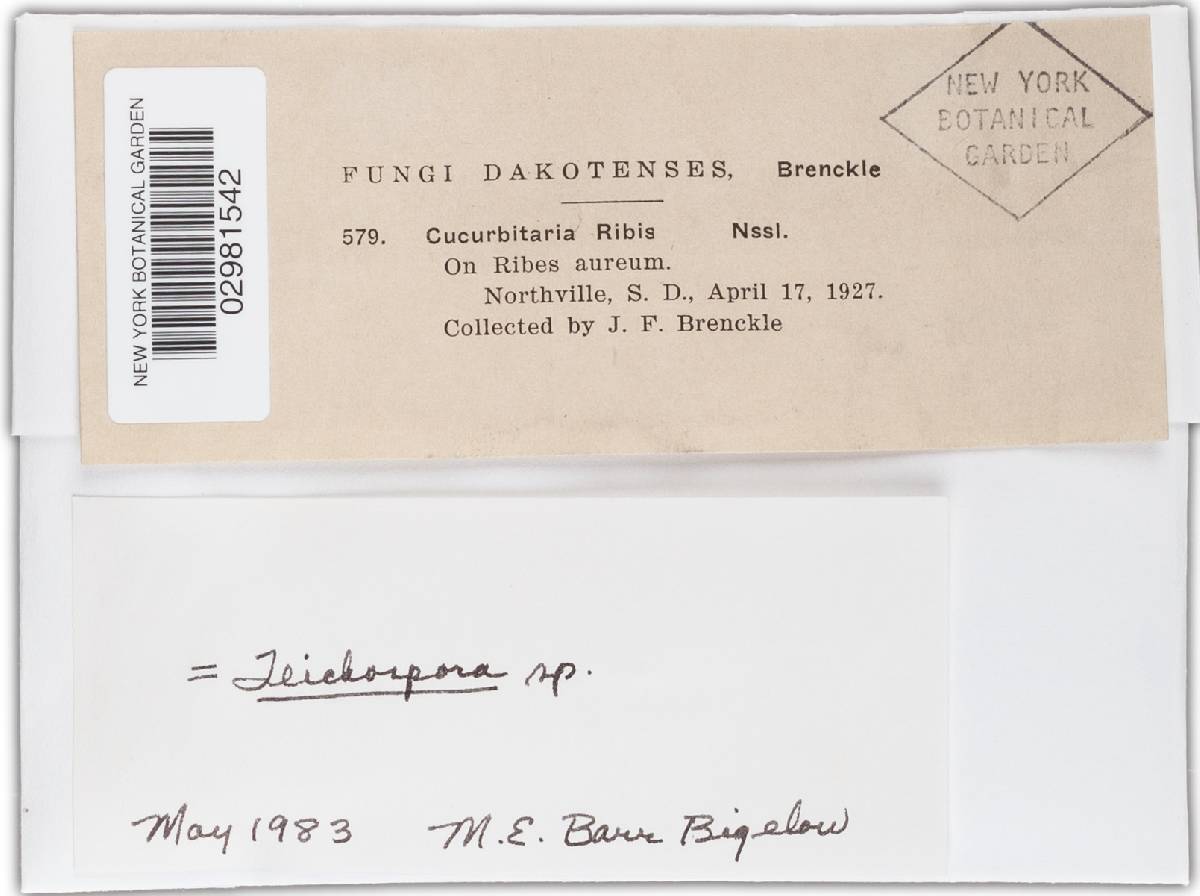 NEW YORK BOTANICAL GARDEN
02981542
NEW YORK
BOTANICAL
GARDEN
FUNGI DAKOTENSES, Brenckle
579. Cucurbitaria Ribis Nssl.
On Ribes aureum.
Northville, S. D., April 17, 1927.
Collected by J. F. Brenckle
= Teichospora sp.
May 1983 M.E. Barr Bigelow